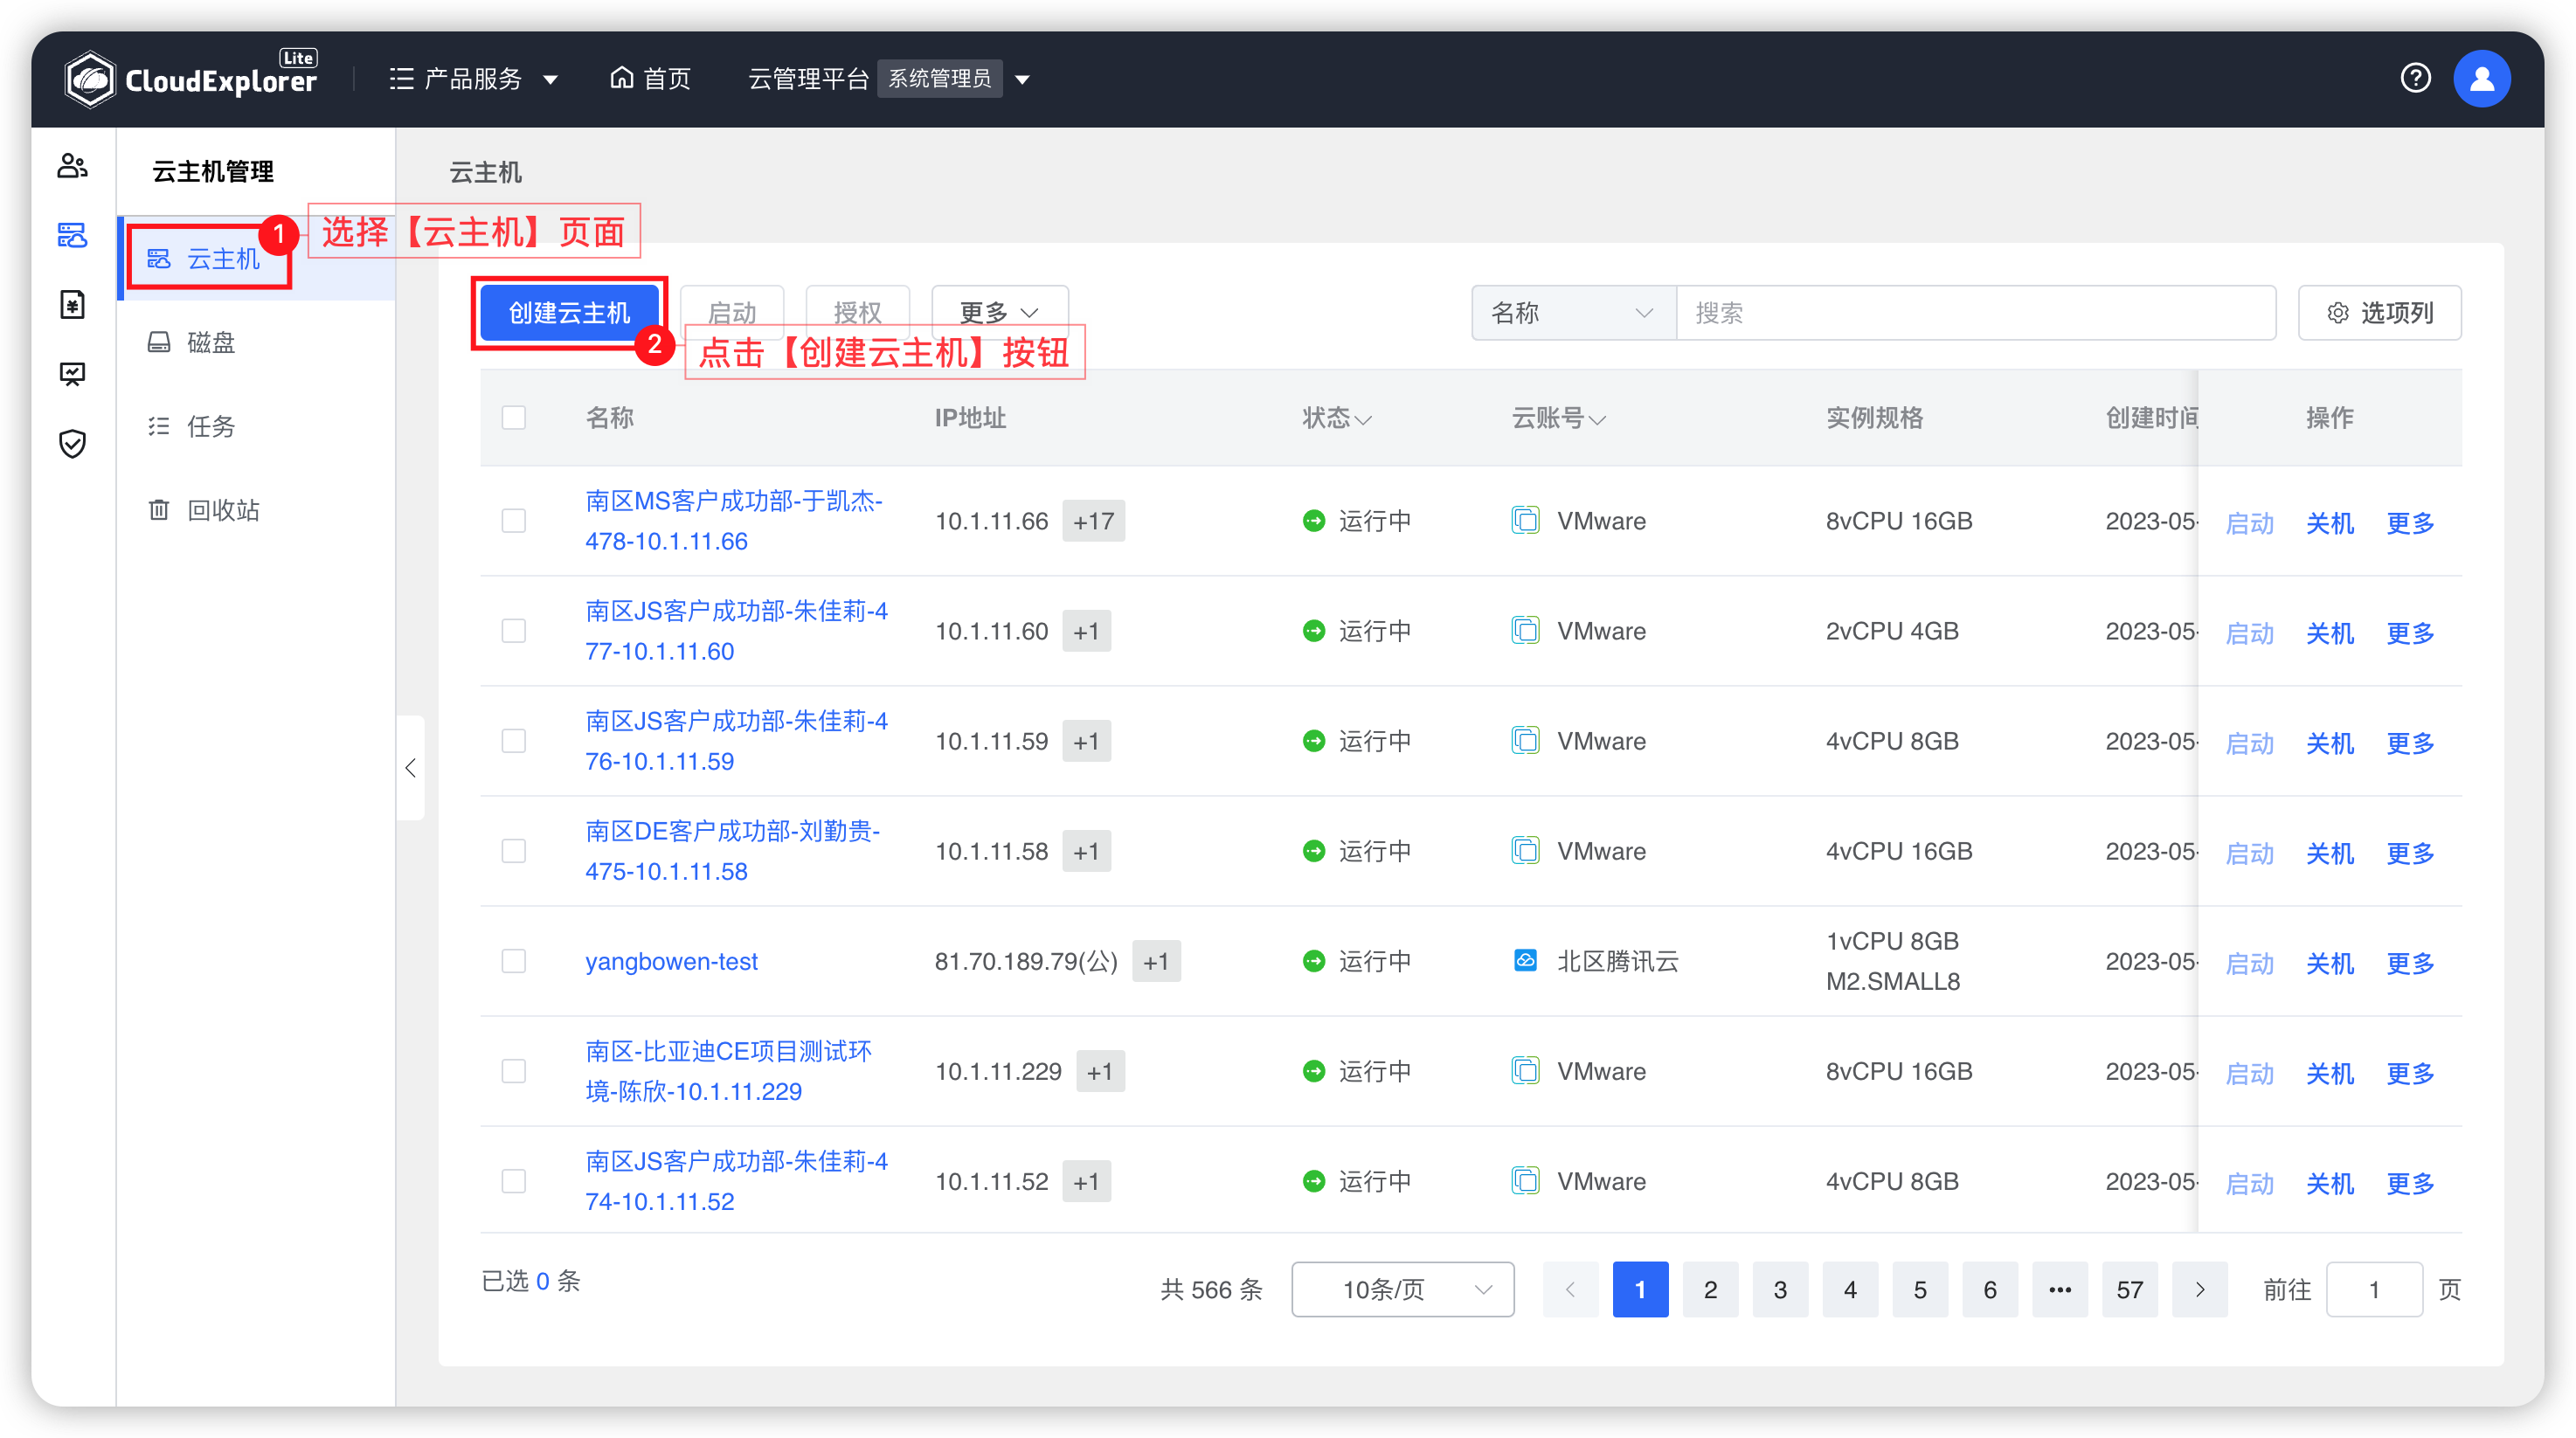 CloudExplorer Lite
产品服务
首页
云管理平台 系统管理员
云主机管理
云主机
磁盘
任务
回收站
1
选择【云主机】页面
云主机
创建云主机
启动
授权
更多
2
点击【创建云主机】按钮
名称
搜索
选项列
名称 IP地址 状态 云账号 实例规格 创建时间 操作
南区MS客户成功部-于凯杰-
478-10.1.11.66
10.1.11.66 +17 运行中 VMware 8vCPU 16GB 2023-05- 启动 关机 更多
南区JS客户成功部-朱佳莉-4
77-10.1.11.60
10.1.11.60 +1 运行中 VMware 2vCPU 4GB 2023-05- 启动 关机 更多
南区JS客户成功部-朱佳莉-4
76-10.1.11.59
10.1.11.59 +1 运行中 VMware 4vCPU 8GB 2023-05- 启动 关机 更多
南区DE客户成功部-刘勤贵-
475-10.1.11.58
10.1.11.58 +1 运行中 VMware 4vCPU 16GB 2023-05- 启动 关机 更多
yangbowen-test
81.70.189.79(公) +1 运行中 北区腾讯云
1vCPU 8GB
M2.SMALL8
2023-05- 启动 关机 更多
南区-比亚迪CE项目测试环
境-陈欣-10.1.11.229
10.1.11.229 +1 运行中 VMware 8vCPU 16GB 2023-05- 启动 关机 更多
南区JS客户成功部-朱佳莉-4
74-10.1.11.52
10.1.11.52 +1 运行中 VMware 4vCPU 8GB 2023-05- 启动 关机 更多
已选 0 条
共 566 条 10条/页 1 2 3 4 5 6 ••• 57 前往 1 页